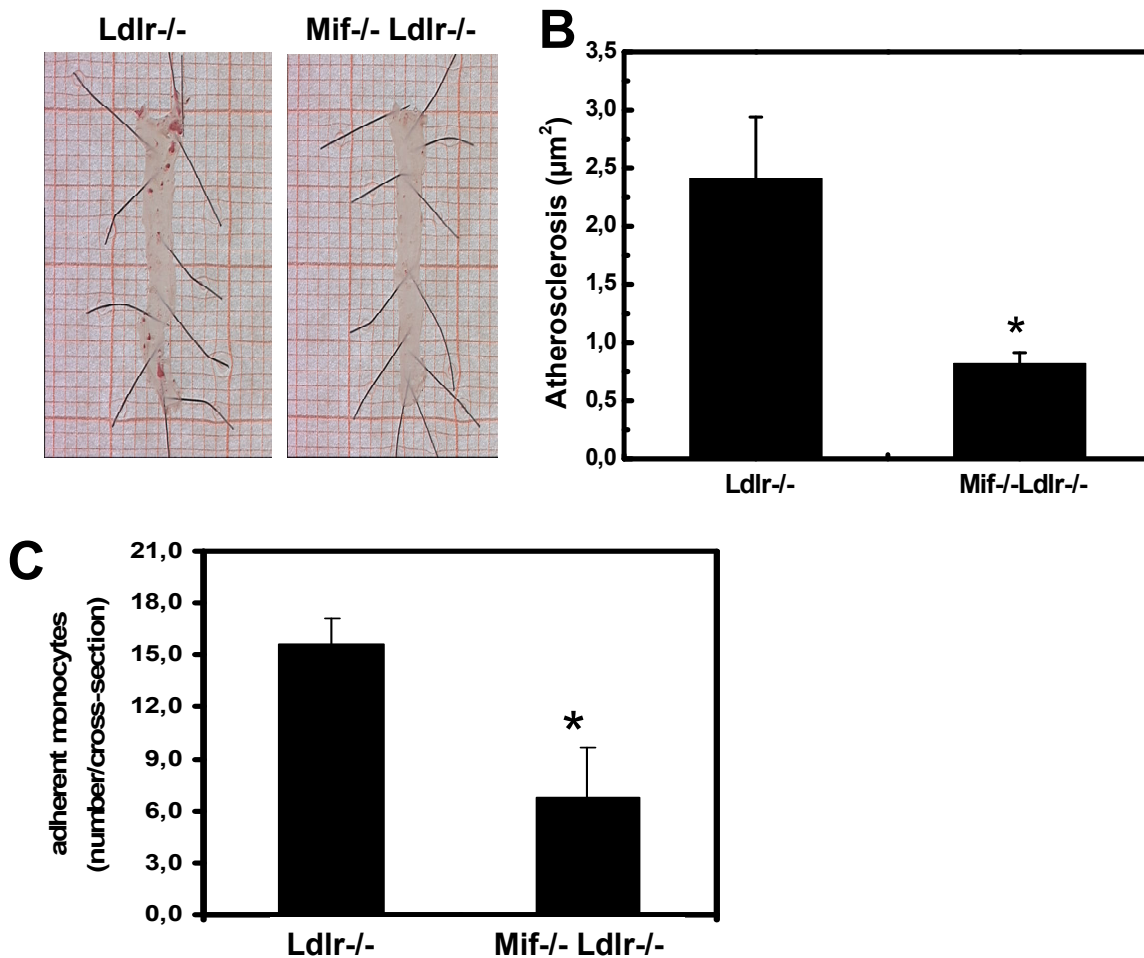 Ldlr-/-
Mif-/- Ldlr-/-
B
3,5
3,0
2,5
2,0
1,5
1,0
0,5
0,0
Atherosclerosis (µm²)
*
Ldlr-/-
Mif-/-Ldlr-/-
C
21,0
18,0
15,0
12,0
9,0
6,0
3,0
0,0
adherent monocytes
(number/cross-section)
*
Ldlr-/-
Mif-/- Ldlr-/-